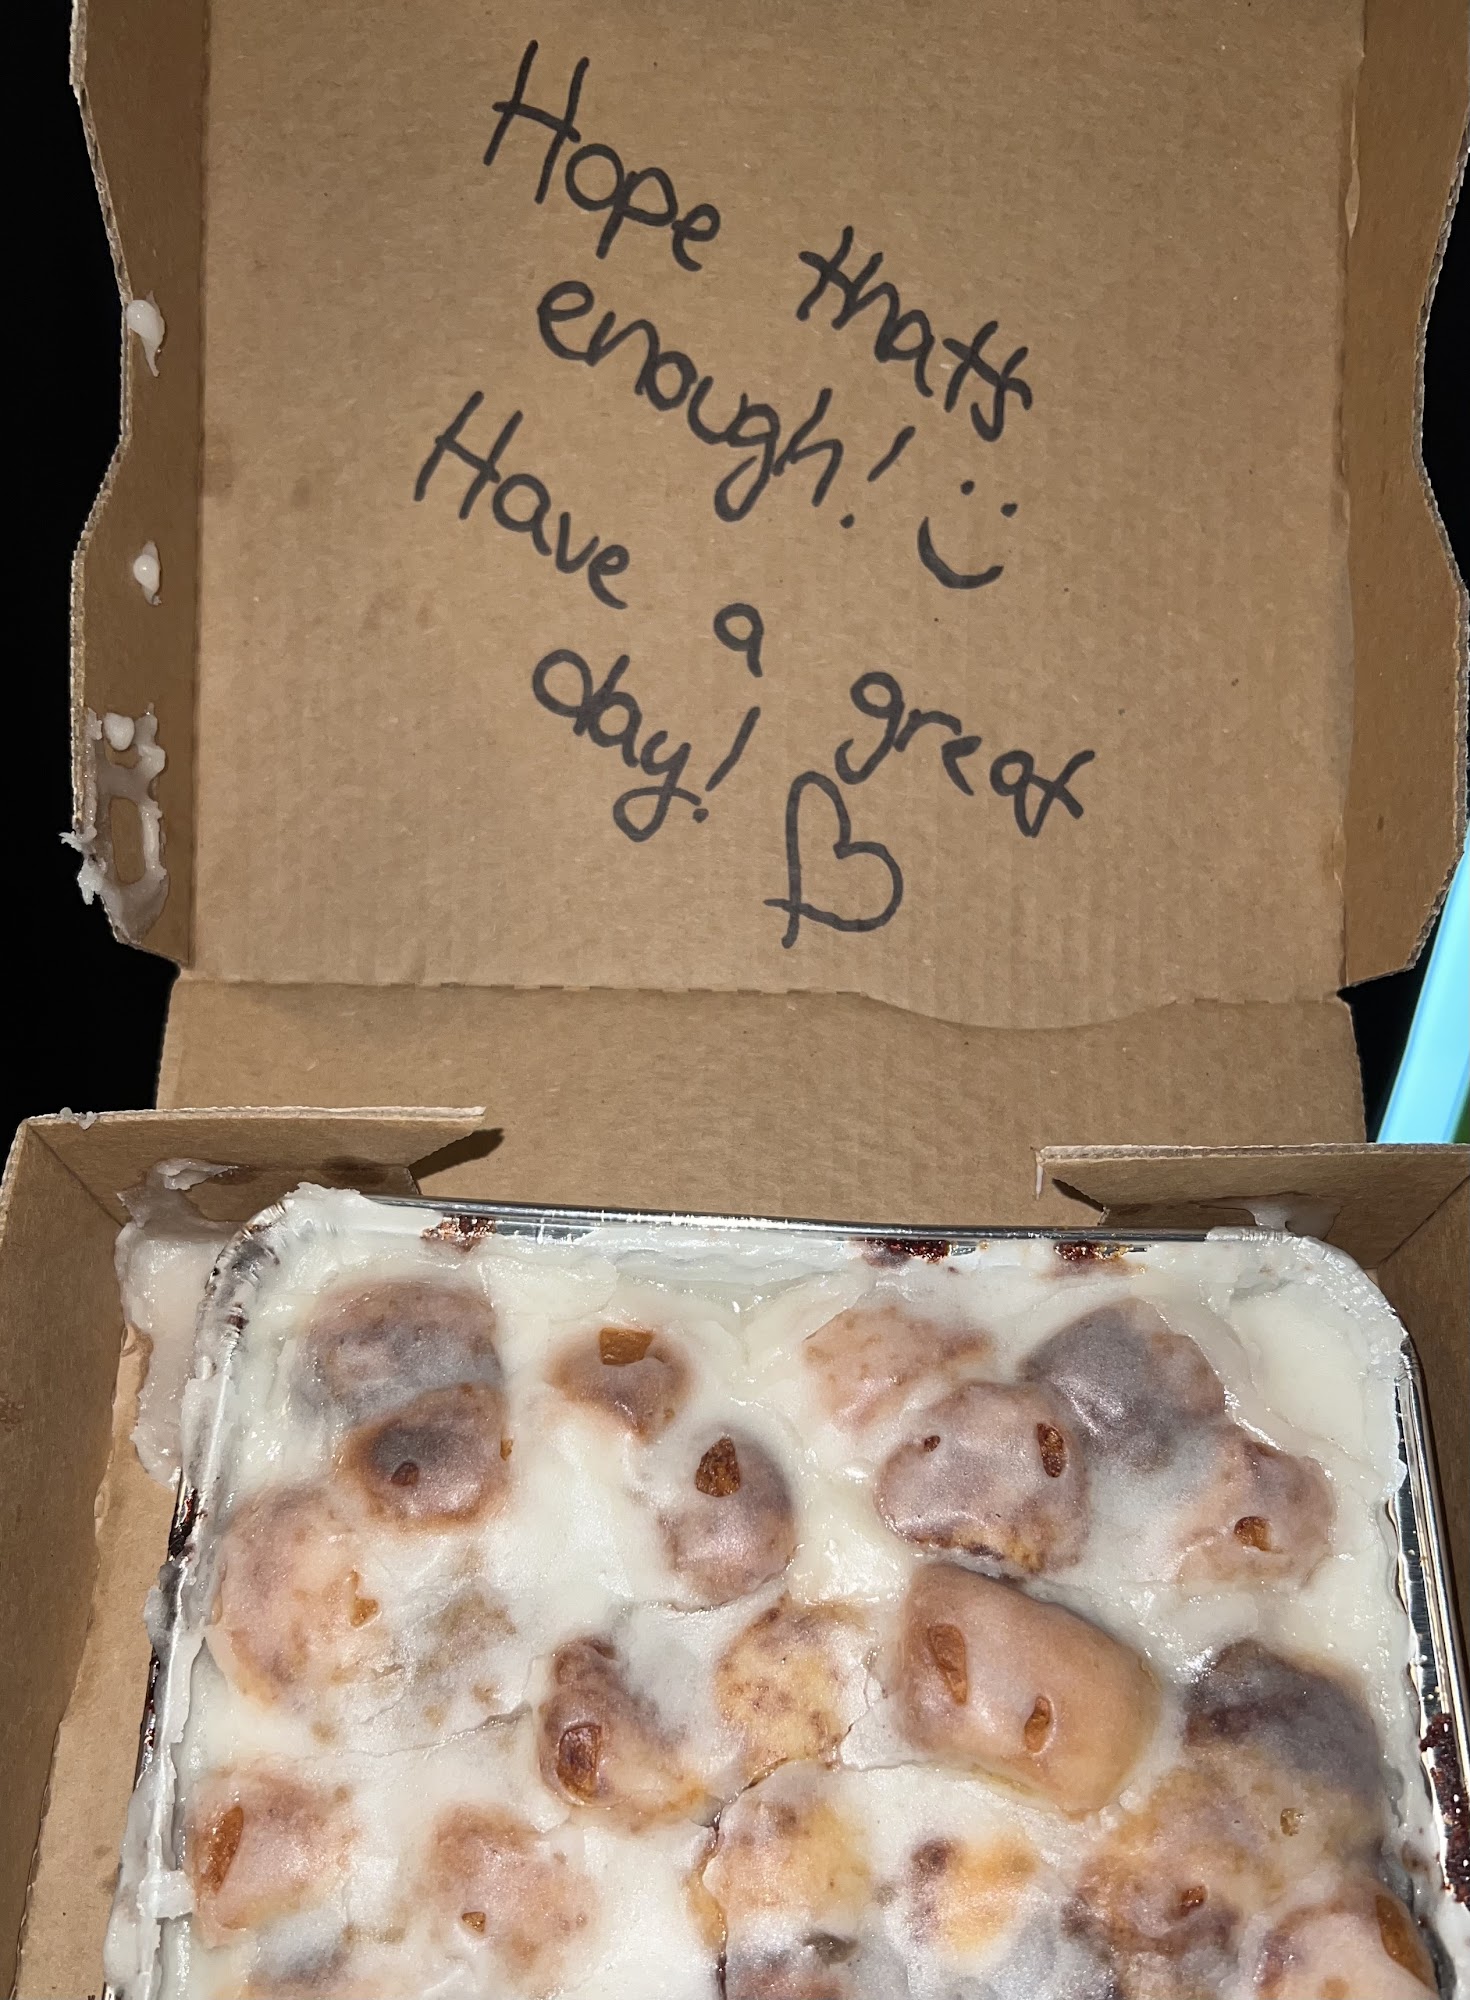 Hope thats
enough!
Have a great
day!